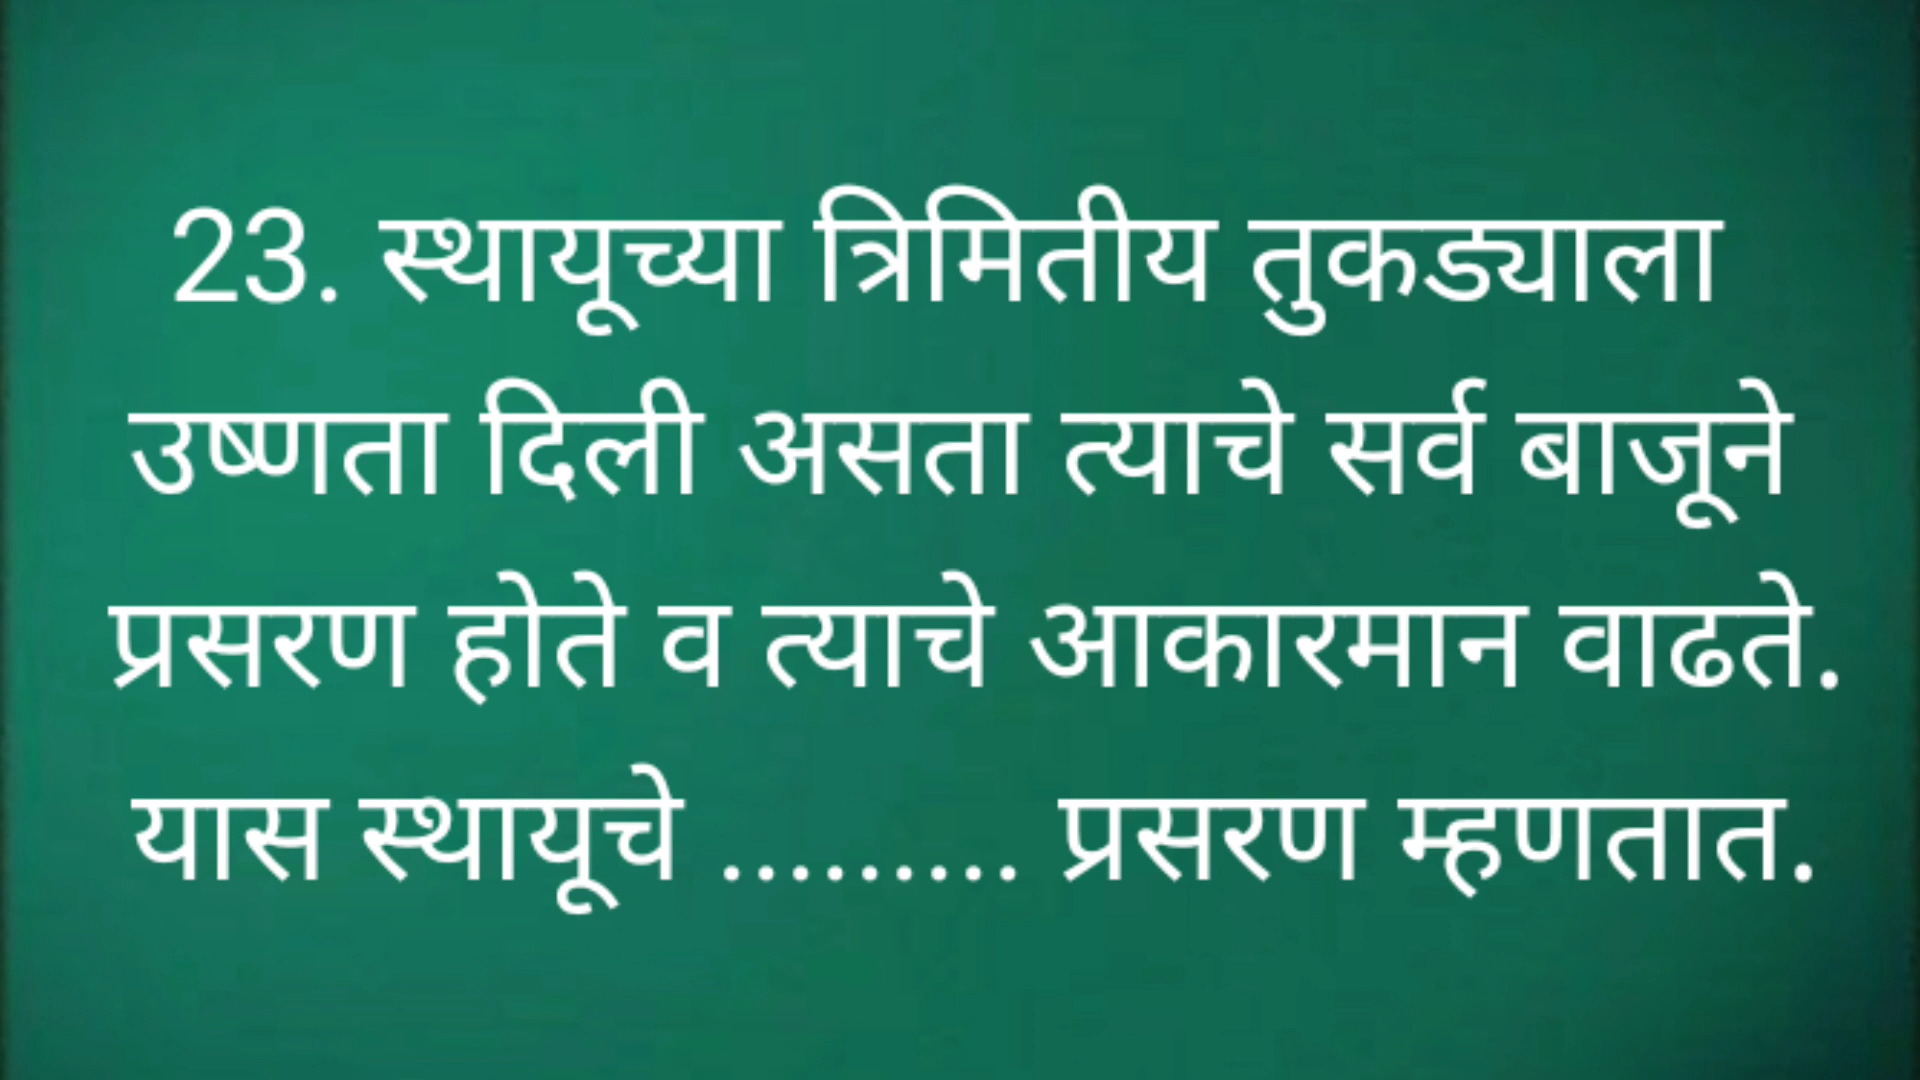 23. स्थायूच्या त्रिमितीय तुकड्याला
उष्णता दिली असता त्याचे सर्व बाजूने
प्रसरण होते व त्याचे आकारमान वाढते.
यास स्थायूचे ......... प्रसरण म्हणतात.